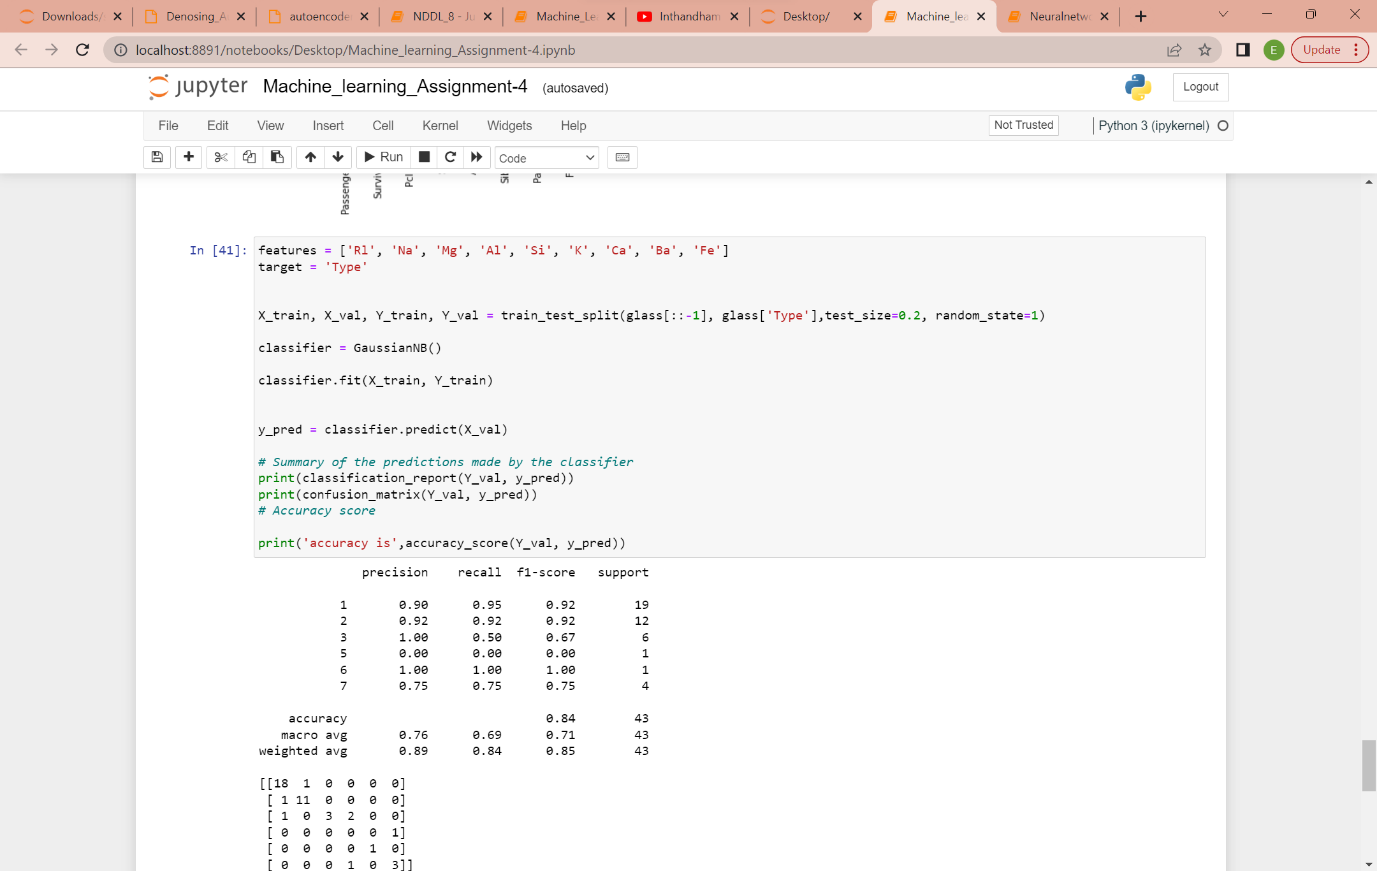 Downloads/
Denosing_A
autoencode
NDDL_8 - Ju
Machine_Le
Inthandham
Desktop/
Machine_lea
Neuralnetwo
localhost:8891/notebooks/Desktop/Machine_learning_Assignment-4.ipynb
E
Update
jupyter Machine_learning_Assignment-4 (autosaved)
Logout
File Edit View Insert Cell Kernel Widgets Help
Not Trusted
Python 3 (ipykernel)
Run
Code
Passenge
Surviv
Pcl
Si
Pa
F
In [41]:
features = ['Rl', 'Na', 'Mg', 'Al', 'Si', 'K', 'Ca', 'Ba', 'Fe']
target = 'Type'
X_train, X_val, Y_train, Y_val = train_test_split(glass[::-1], glass['Type'],test_size=0.2, random_state=1)
classifier = GaussianNB()
classifier.fit(X_train, Y_train)
y_pred = classifier.predict(X_val)
# Summary of the predictions made by the classifier
print(classification_report(Y_val, y_pred))
print(confusion_matrix(Y_val, y_pred))
# Accuracy score
print('accuracy is',accuracy_score(Y_val, y_pred))
precision recall f1-score support
1 0.90 0.95 0.92 19
2 0.92 0.92 0.92 12
3 1.00 0.50 0.67 6
5 0.00 0.00 0.00 1
6 1.00 1.00 1.00 1
7 0.75 0.75 0.75 4
accuracy 0.84 43
macro avg 0.76 0.69 0.71 43
weighted avg 0.89 0.84 0.85 43
[[18 1 0 0 0 0]
[ 1 11 0 0 0 0]
[ 1 0 3 2 0 0]
[ 0 0 0 0 0 1]
[ 0 0 0 0 1 0]
[ 0 0 0 1 0 3]]